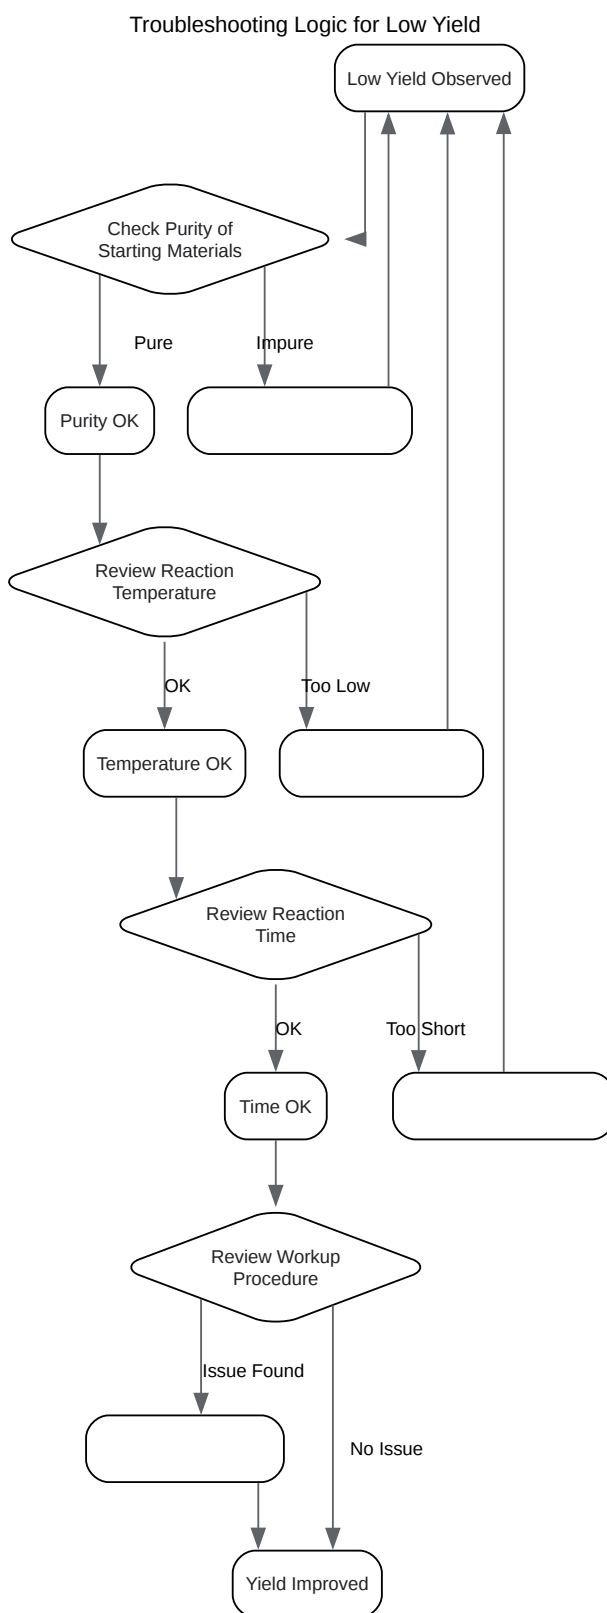 Troubleshooting Logic for Low Yield
Low Yield Observed
Check Purity of
Starting Materials
Pure
Impure
Purity OK
Review Reaction
Temperature
OK
Too Low
Temperature OK
Review Reaction
Time
OK
Too Short
Time OK
Review Workup
Procedure
Issue Found
No Issue
Yield Improved